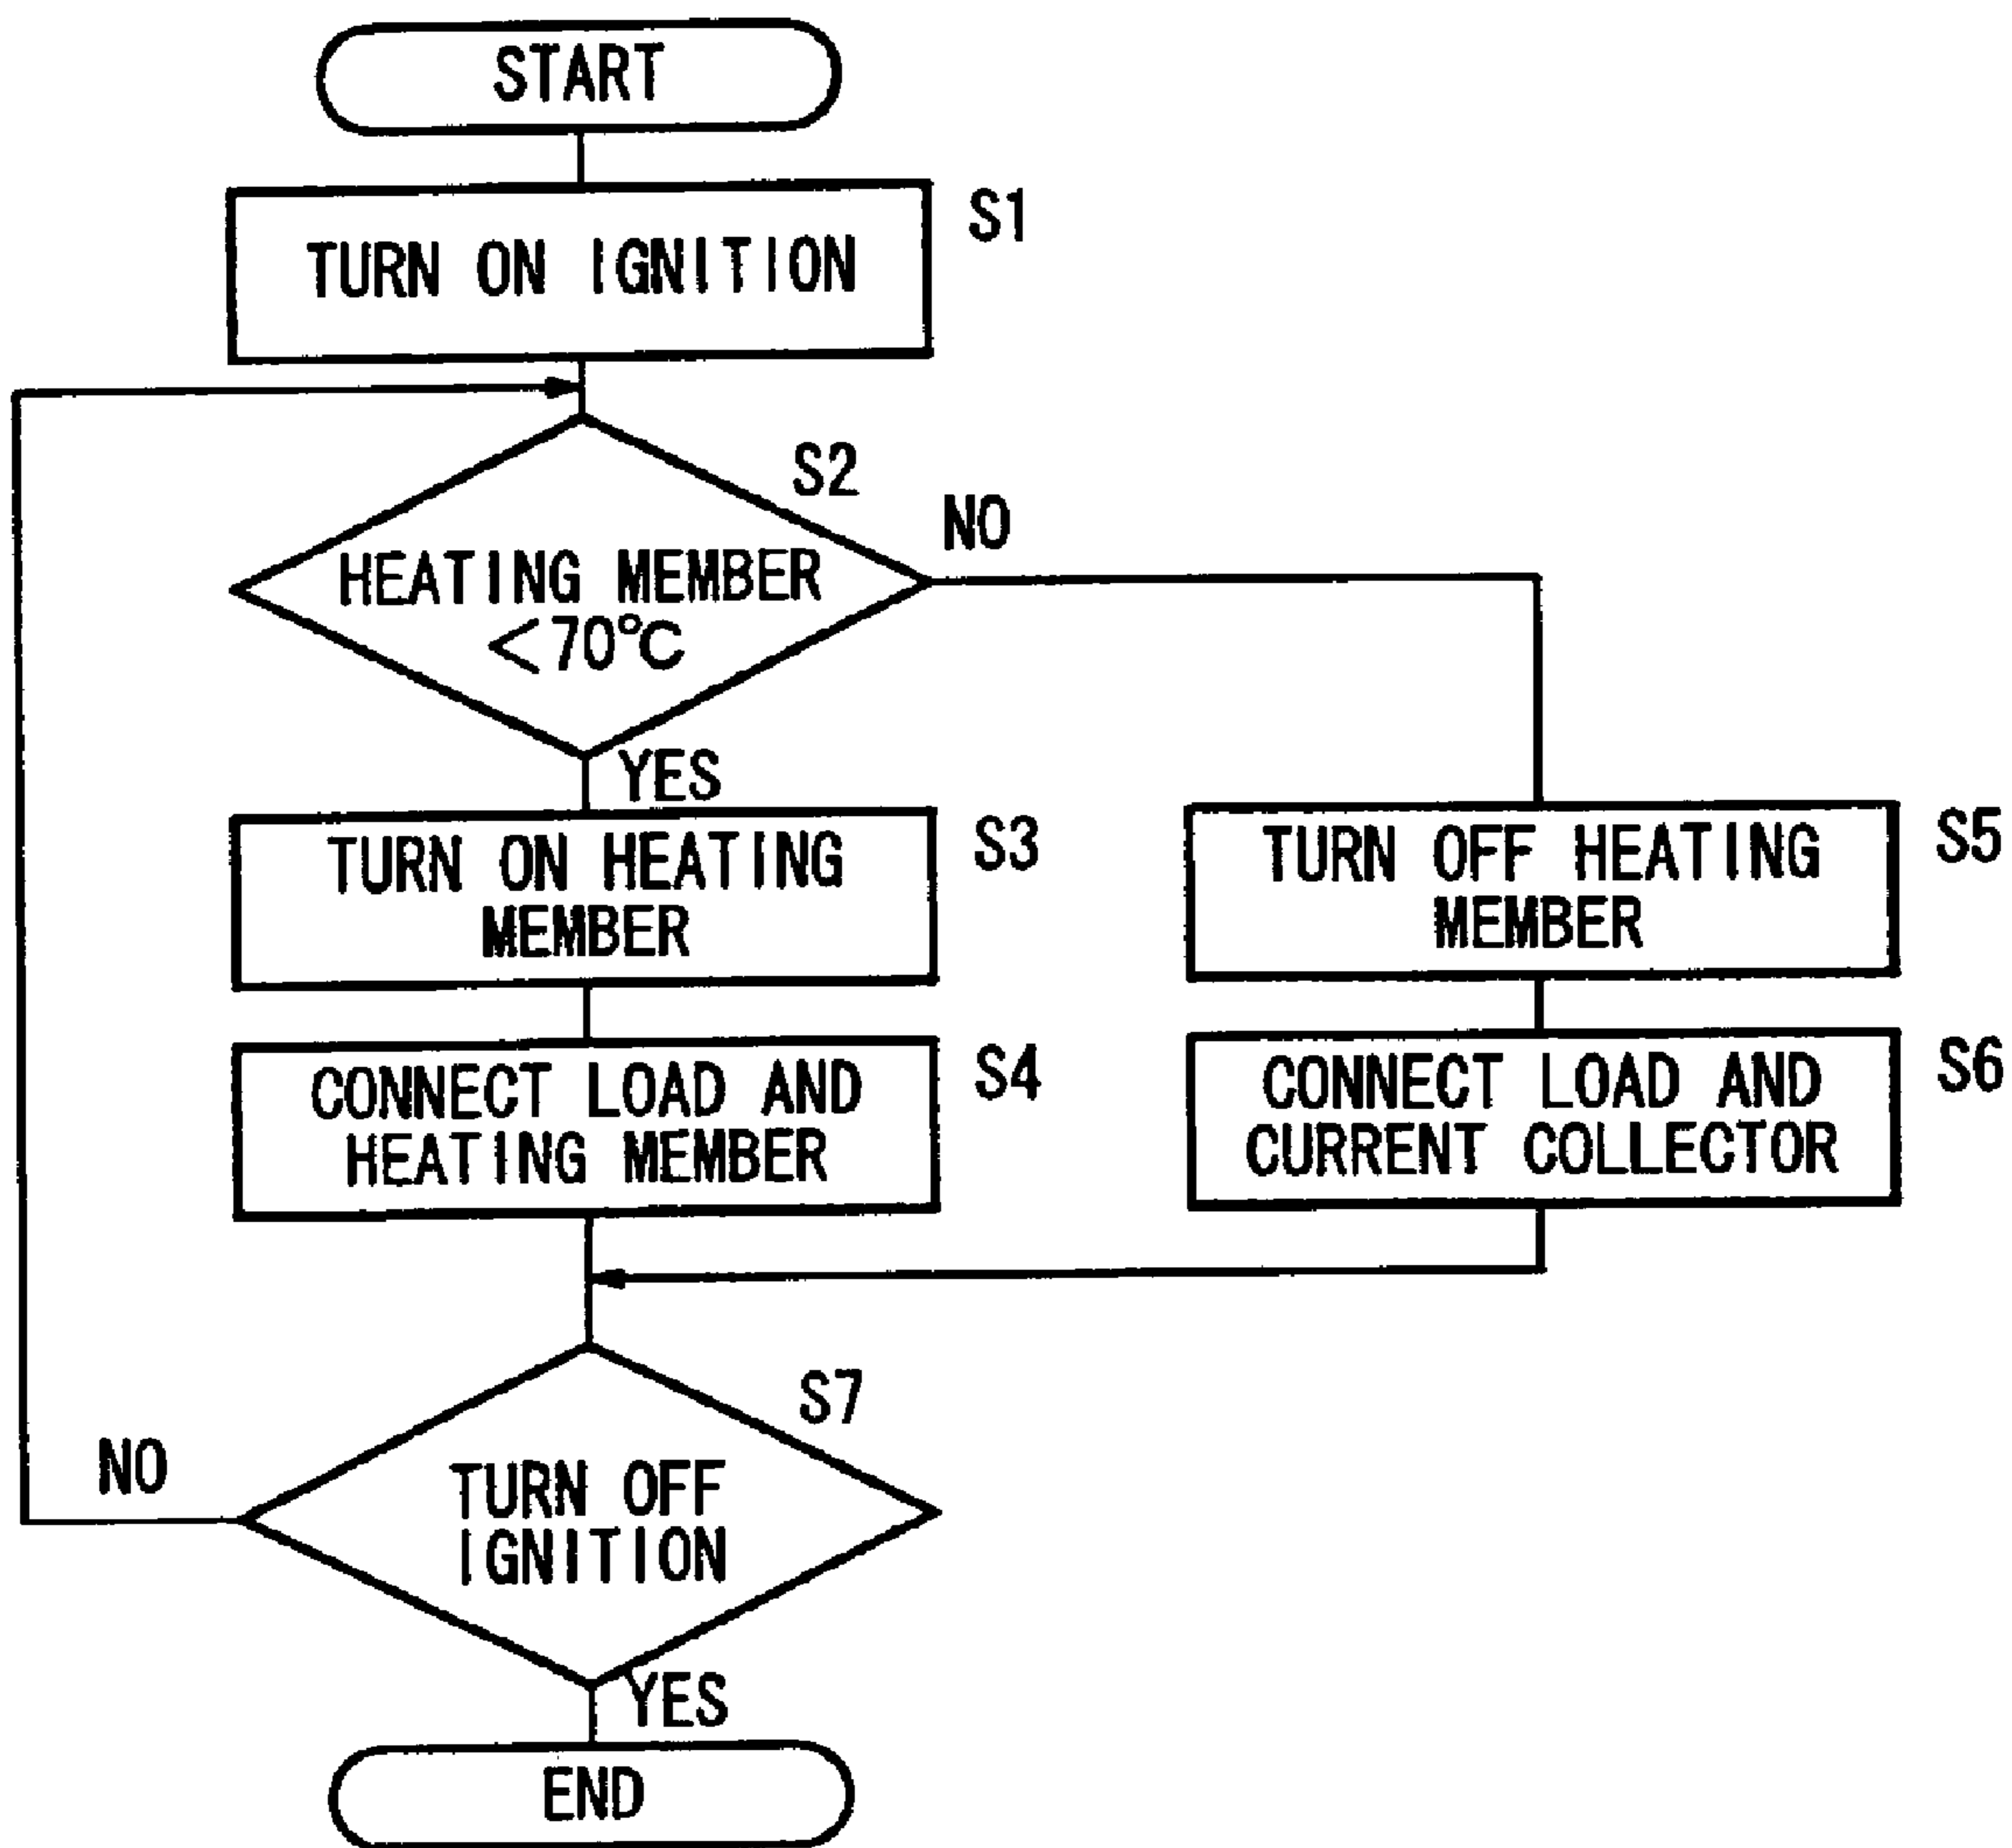 START
TURN ON IGNITION
S1
S2
HEATING MEMBER
<70°C
NO
YES
TURN ON HEATING
MEMBER
S3
CONNECT LOAD AND
HEATING MEMBER
S4
TURN OFF HEATING
MEMBER
S5
CONNECT LOAD AND
CURRENT COLLECTOR
S6
S7
TURN OFF
IGNITION
NO
YES
END